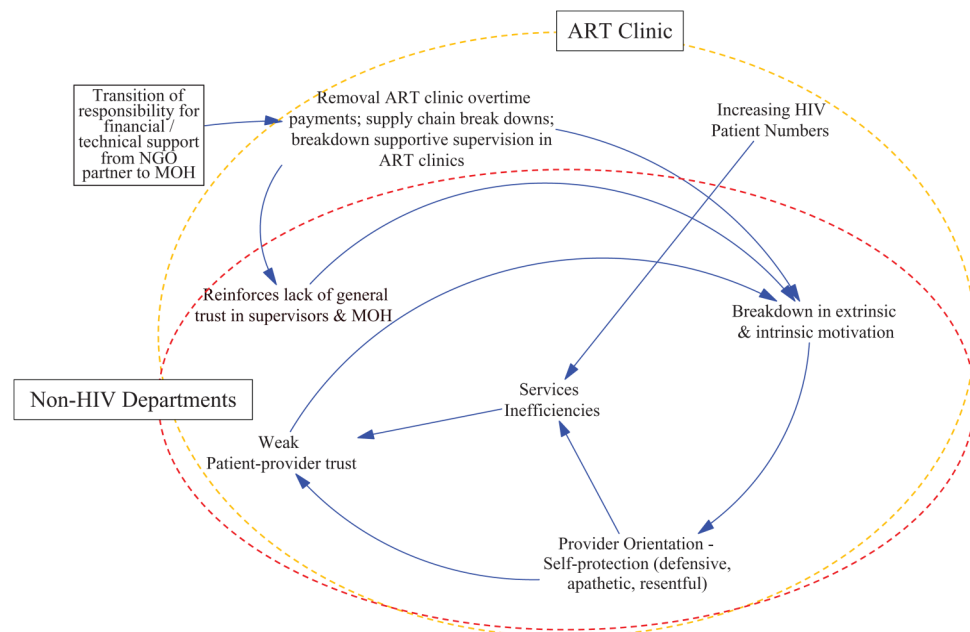 ART Clinic
Transition of
responsibility for
financial /
technical support
from NGO
partner to MOH
Removal ART clinic overtime
payments; supply chain break downs;
breakdown supportive supervision in
ART clinics
Increasing HIV
Patient Numbers
Reinforces lack of general
trust in supervisors & MOH
Breakdown in extrinsic
& intrinsic motivation
Non-HIV Departments
Services
Inefficiencies
Weak
Patient-provider trust
Provider Orientation -
Self-protection (defensive,
apathetic, resentful)